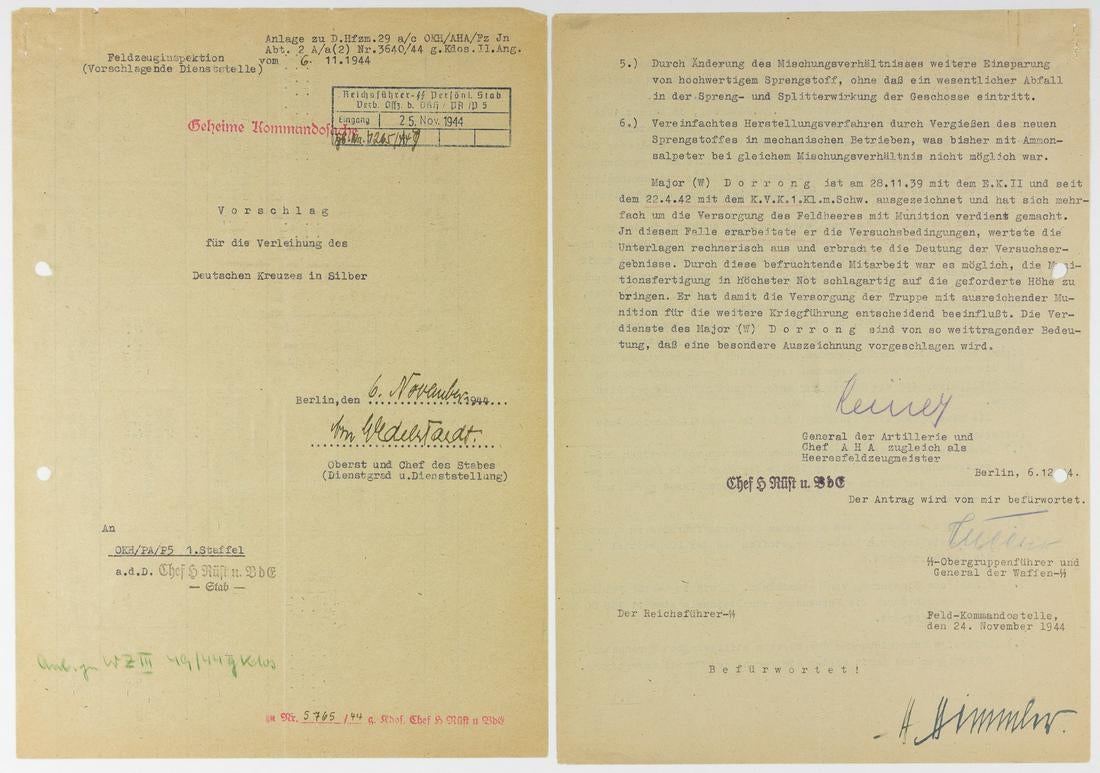 Anlage zu D.Hfzm.29 a/c OKH/AHA/Pz Jn
Abt. 2 A/a(2) Nr.3640/44 g.Kdos.II.Ang.
vom 6. 11.1944
Feldzeuginspektion
(Vorschlagende Dienststelle)
Reichsführer-SS Persönl. Stab
Verb. Offz. b. OKH / PA /P 5
Eingang 25. Nov. 1944
Geheime Kommandosache
V o r s c h l a g
für die Verleihung des
Deutschen Kreuzes in Silber
Berlin,den 6. November 1944
Oberst und Chef des Stabes
(Dienstgrad u.Dienststellung)
An
OKH/PA/P5 1.Staffel
a.d.D. Chef H Rüst u. BdE
— Stab —
WZ III 49/44 g Kdos
Nr. 5765/44 g. Kdos. Chef H Rüst u BdE
5.) Durch Änderung des Mischungsverhältnisses weitere Einsparung
von hochwertigem Sprengstoff, ohne daß ein wesentlicher Abfall
in der Spreng- und Splitterwirkung der Geschosse eintritt.
6.) Vereinfachtes Herstellungsverfahren durch Vergießen des neuen
Sprengstoffes in mechanischen Betrieben, was bisher mit Ammon-
salpeter bei gleichem Mischungsverhältnis nicht möglich war.
Major (W) D o r r o n g ist am 28.11.39 mit dem E.K.II und seit
dem 22.4.42 mit dem K.V.K.1.Kl.m.Schw. ausgezeichnet und hat sich mehr-
fach um die Versorgung des Feldheeres mit Munition verdient gemacht.
Jn diesem Falle erarbeitete er die Versuchsbedingungen, wertete die
Unterlagen rechnerisch aus und erbrachte die Deutung der Versuchser-
gebnisse. Durch diese befruchtende Mitarbeit war es möglich, die M ni-
tionsfertigung in Höchster Not schlagartig auf die geforderte Höhe zu
bringen. Er hat damit die Versorgung der Truppe mit ausreichender Mu-
nition für die weitere Kriegführung entscheidend beeinflußt. Die Ver-
dienste des Major (W) D o r r o n g sind von so weittragender Bedeu-
tung, daß eine besondere Auszeichnung vorgeschlagen wird.
General der Artillerie und
Chef A H A zugleich als
Heeresfeldzeugmeister
Berlin, 6.12 4.
Chef H Rüst u. BdE
Der Antrag wird von mir befürwortet.
SS-Obergruppenführer und
General der Waffen-SS
Der Reichsführer-SS
Feld-Kommandostelle,
den 24. November 1944
B e f ü r w o r t e t !
H Himmler.